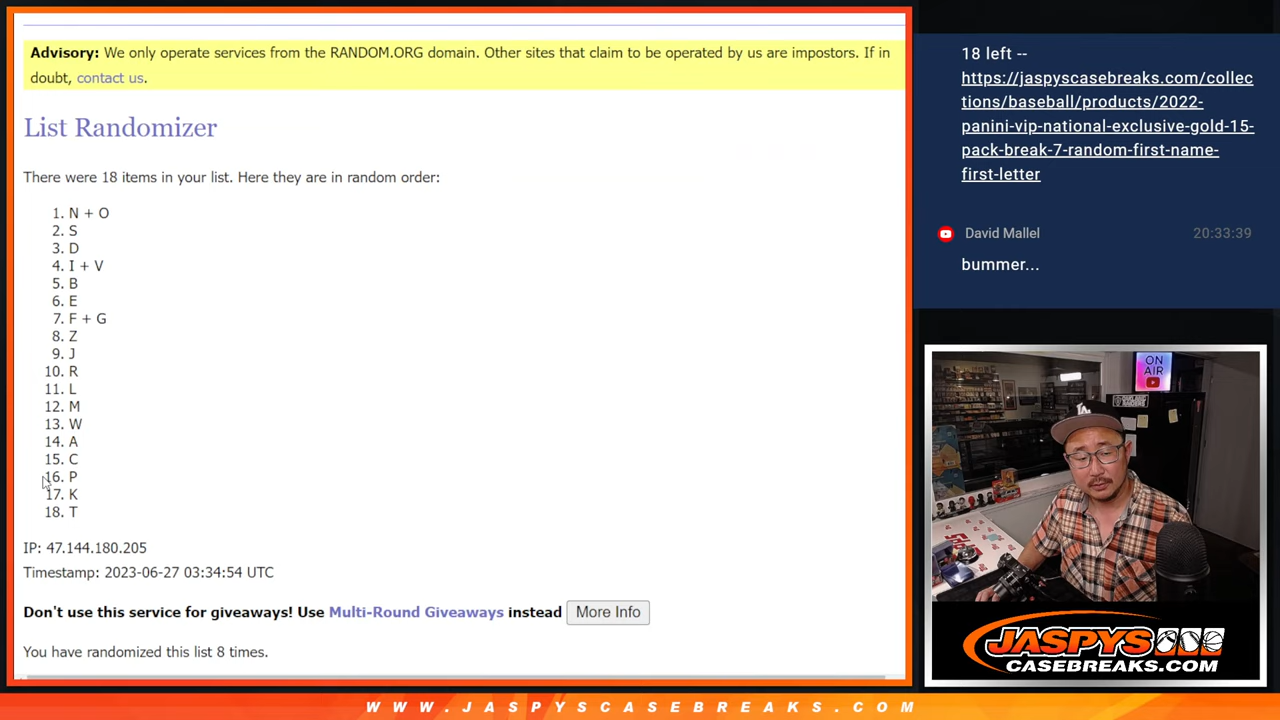 Advisory: We only operate services from the RANDOM.ORG domain. Other sites that claim to be operated by us are impostors. If in
doubt, contact us.
List Randomizer
There were 18 items in your list. Here they are in random order:
1. N + O
2. S
3. D
4. I + V
5. B
6. E
7. F + G
8. Z
9. J
10. R
11. L
12. M
13. W
14. A
15. C
16. P
17. K
18. T
IP: 47.144.180.205
Timestamp: 2023-06-27 03:34:54 UTC
Don't use this service for giveaways! Use Multi-Round Giveaways instead More Info
You have randomized this list 8 times.
18 left --
https://jaspyscasebreaks.com/collec
tions/baseball/products/2022-
panini-vip-national-exclusive-gold-15-
pack-break-7-random-first-name-
first-letter
David Mallel 20:33:39
bummer...
ON
AIR
LA
JASPYS
CASEBREAKS.COM
WWW.JASPYSCASEBREAKS.COM